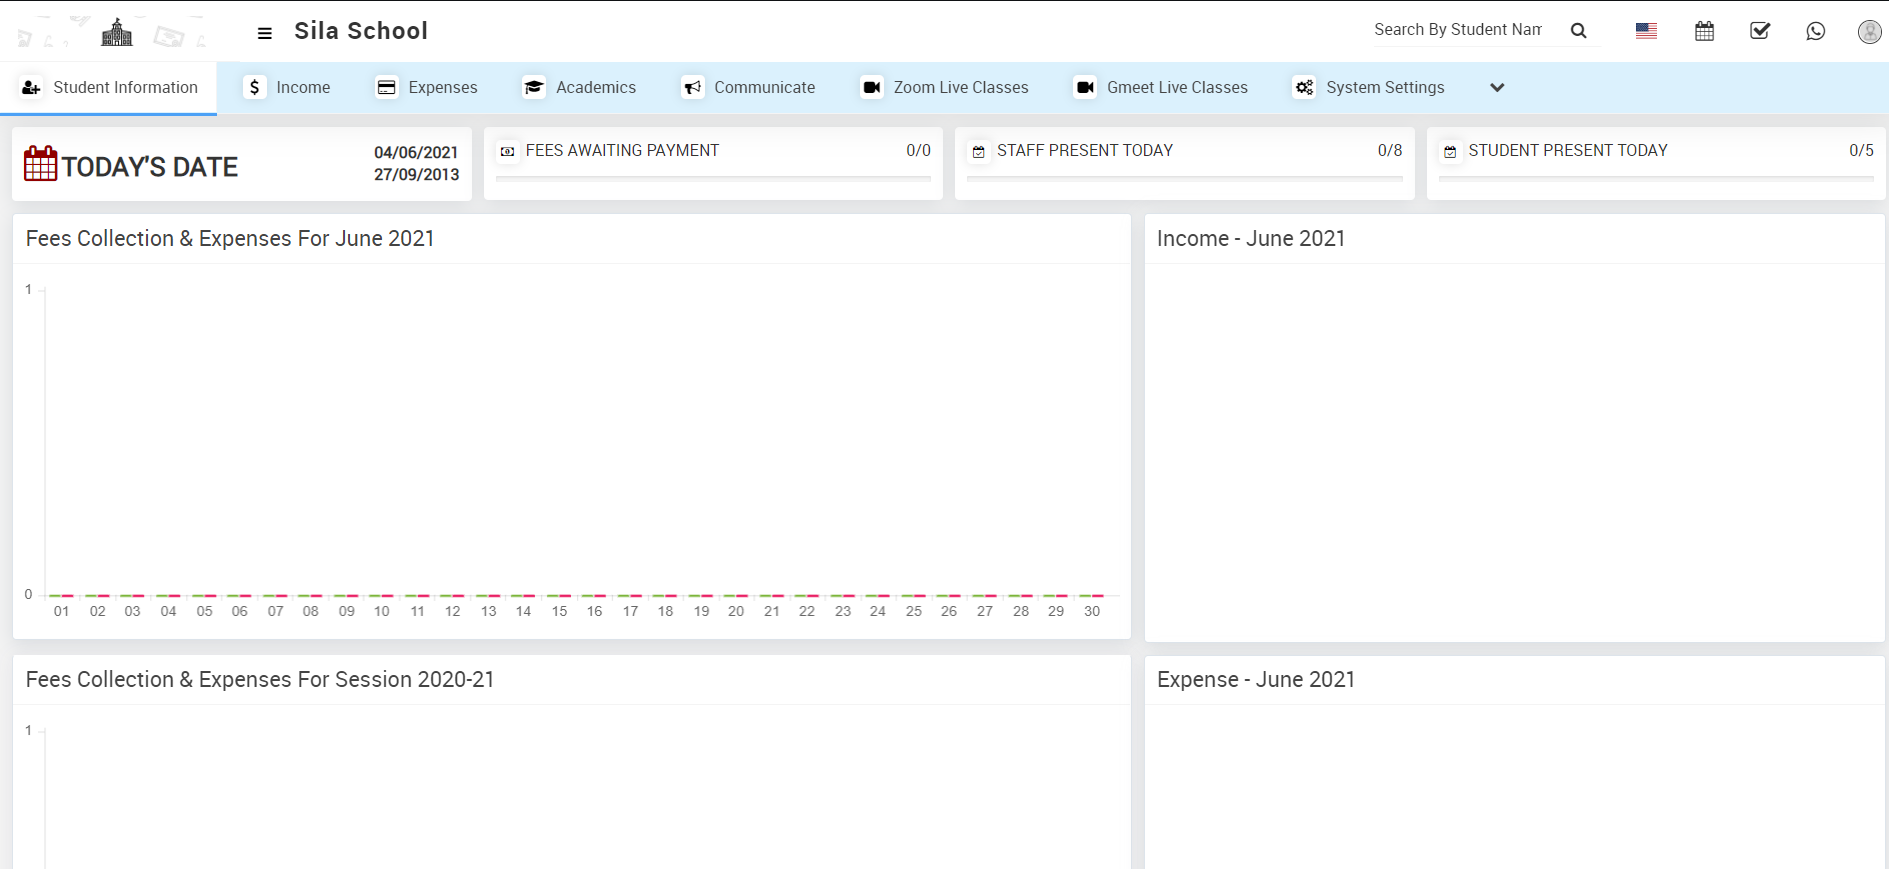 Sila School
Search By Student Nam
Student Information
Income
Expenses
Academics
Communicate
Zoom Live Classes
Gmeet Live Classes
System Settings
TODAY'S DATE
04/06/2021
27/09/2013
FEES AWAITING PAYMENT 0/0
STAFF PRESENT TODAY 0/8
STUDENT PRESENT TODAY 0/5
Fees Collection & Expenses For June 2021
1
0
01 02 03 04 05 06 07 08 09 10 11 12 13 14 15 16 17 18 19 20 21 22 23 24 25 26 27 28 29 30
Income - June 2021
Fees Collection & Expenses For Session 2020-21
1
Expense - June 2021